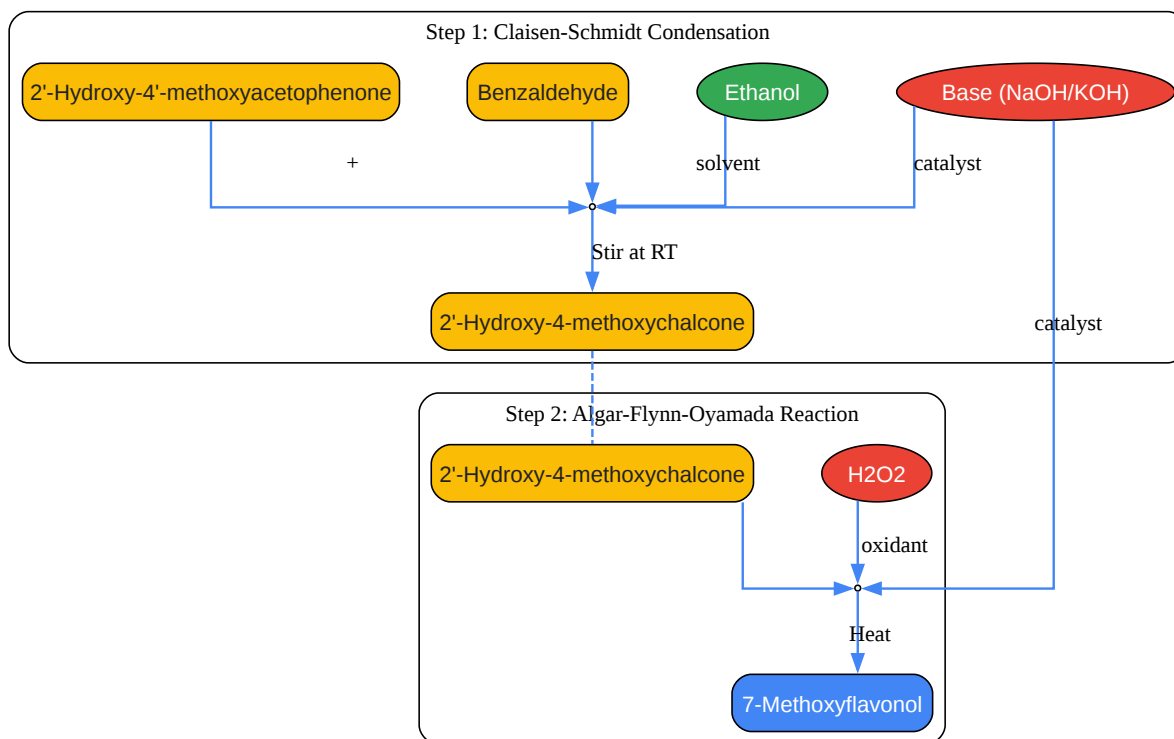 Step 1: Claisen-Schmidt Condensation
2'-Hydroxy-4'-methoxyacetophenone
Benzaldehyde
Ethanol
Base (NaOH/KOH)
+
solvent
catalyst
Stir at RT
2'-Hydroxy-4-methoxychalcone
catalyst
Step 2: Algar-Flynn-Oyamada Reaction
2'-Hydroxy-4-methoxychalcone
H2O2
oxidant
Heat
7-Methoxyflavonol